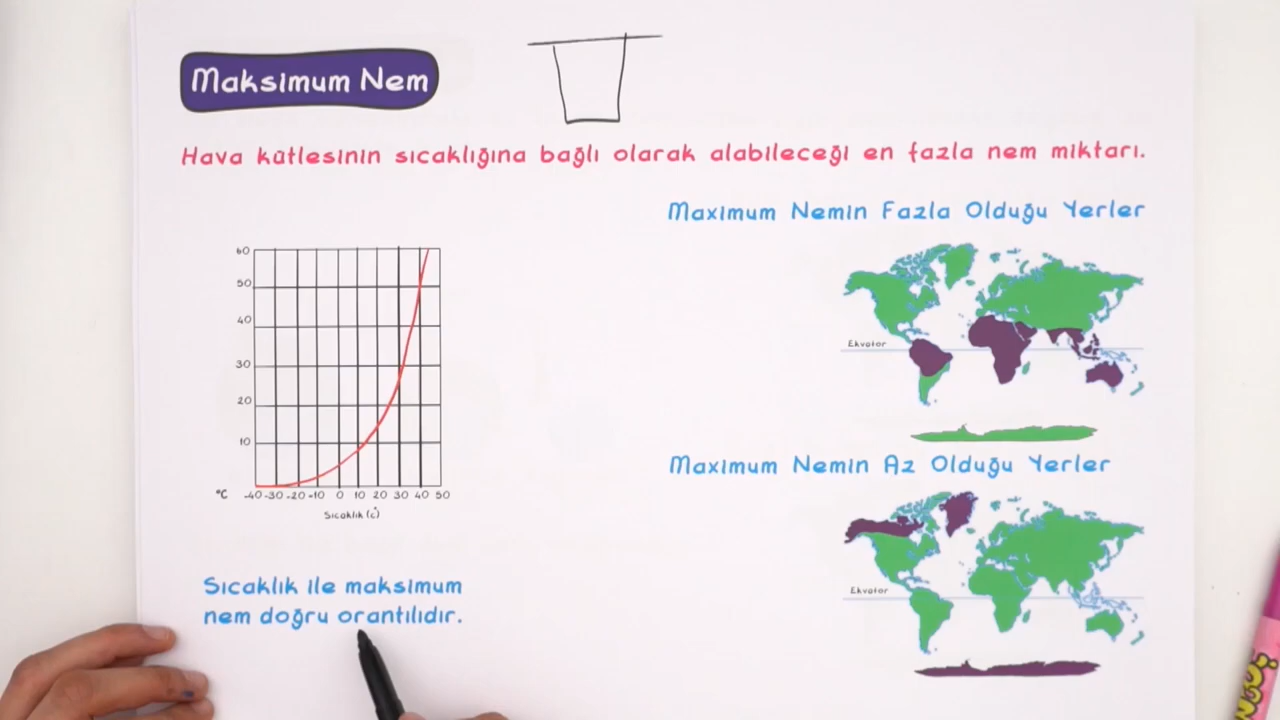 Maksimum Nem
Hava kütlesinin sıcaklığına bağlı olarak alabileceği en fazla nem miktarı.
Maximum Nemin Fazla Olduğu Yerler
60
50
40
30
20
10
°C -40 -30 -20 -10 0 10 20 30 40 50
Sıcaklık (c)
Ekvator
Maximum Nemin Az Olduğu Yerler
Ekvator
Sıcaklık ile maksimum
nem doğru orantılıdır.